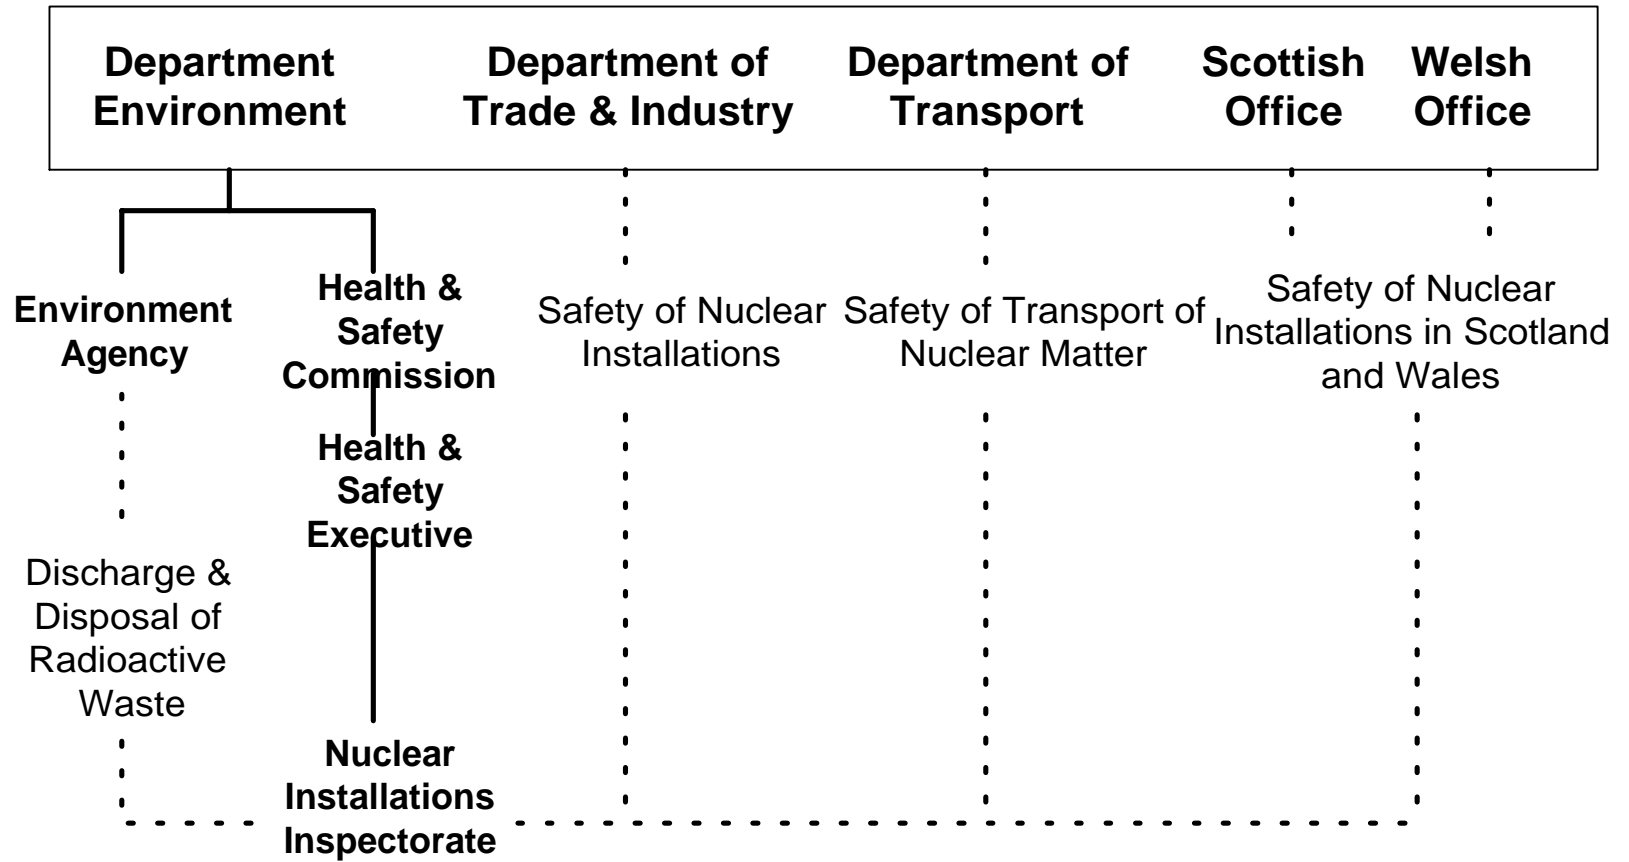 Department
Environment
Department of
Trade & Industry
Department of
Transport
Scottish
Office
Welsh
Office
Environment
Agency
Health &
Safety
Commission
Safety of Nuclear
Installations
Safety of Transport of
Nuclear Matter
Safety of Nuclear
Installations in Scotland
and Wales
Health &
Safety
Executive
Discharge &
Disposal of
Radioactive
Waste
Nuclear
Installations
Inspectorate